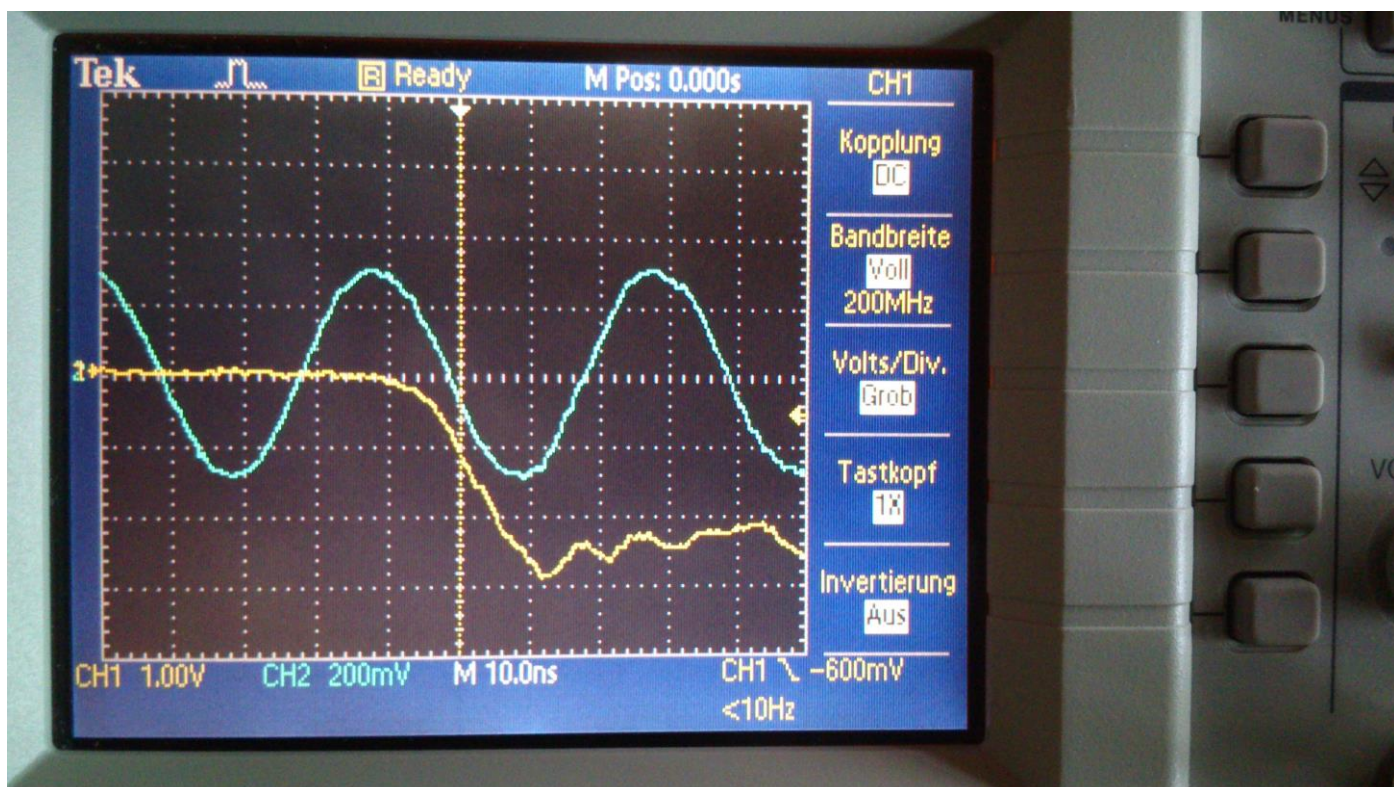 MENUS
Tek R Ready M Pos: 0.000s CH1
Kopplung
DC
Bandbreite
Voll
200MHz
Volts/Div.
Grob
Tastkopf
1X
Invertierung
Aus
CH1 1.00V CH2 200mV M 10.0ns CH1 -600mV
<10Hz